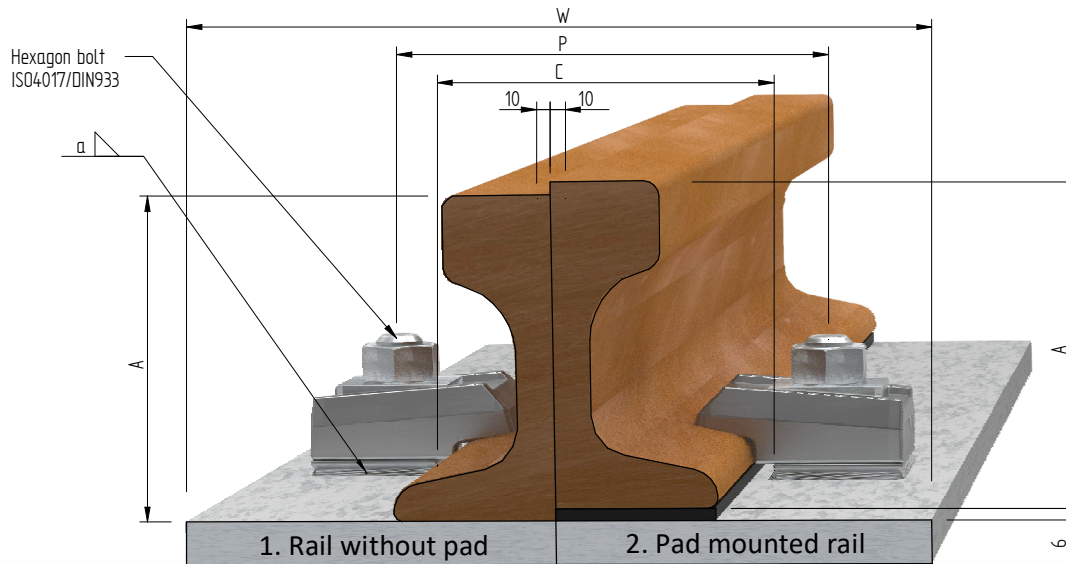 W
P
Hexagon bolt
ISO4017/DIN933
C
10 10
a
A
A
1. Rail without pad
2. Pad mounted rail
6